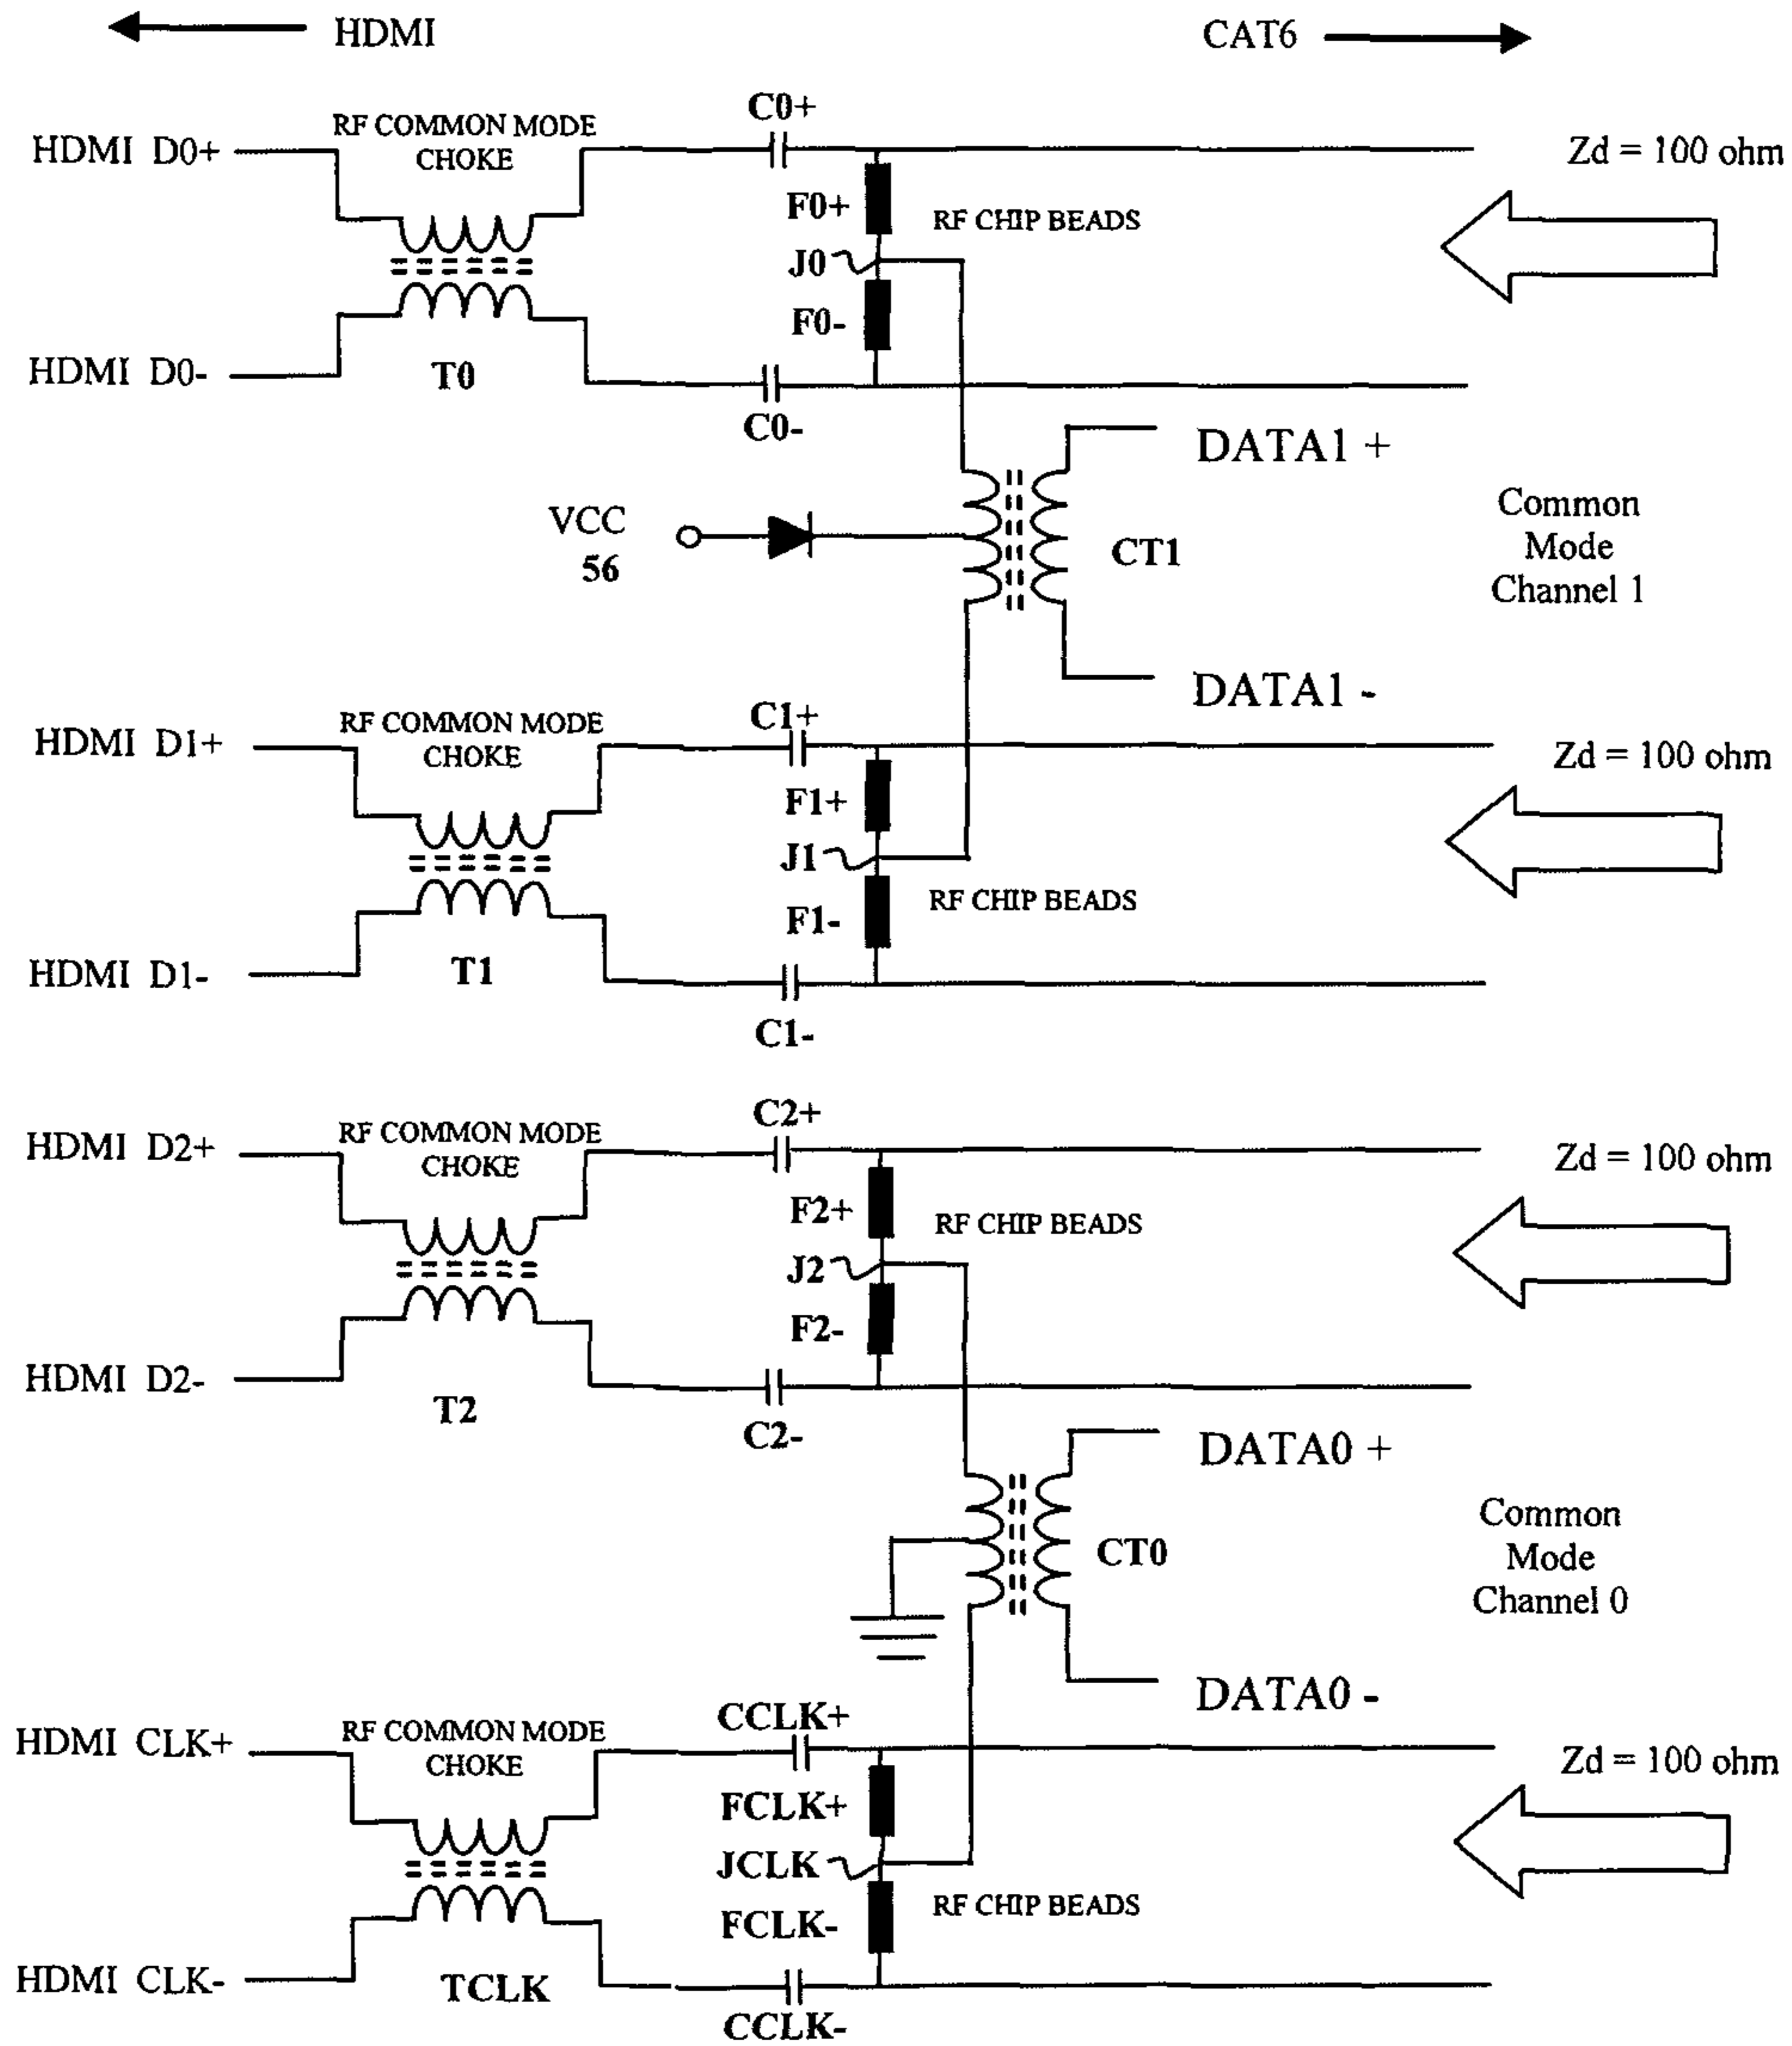 HDMI
CAT6
C0+
HDMI D0+
RF COMMON MODE
CHOKE
Zd = 100 ohm
F0+
RF CHIP BEADS
J0
F0-
HDMI D0-
T0
C0-
DATA1 +
VCC
56
CT1
Common
Mode
Channel 1
DATA1 -
C1+
HDMI D1+
RF COMMON MODE
CHOKE
Zd = 100 ohm
F1+
J1
RF CHIP BEADS
F1-
HDMI D1-
T1
C1-
C2+
HDMI D2+
RF COMMON MODE
CHOKE
Zd = 100 ohm
F2+
RF CHIP BEADS
J2
F2-
HDMI D2-
T2
C2-
DATA0 +
CT0
Common
Mode
Channel 0
DATA0 -
CCLK+
HDMI CLK+
RF COMMON MODE
CHOKE
Zd = 100 ohm
FCLK+
JCLK
RF CHIP BEADS
FCLK-
HDMI CLK-
TCLK
CCLK-